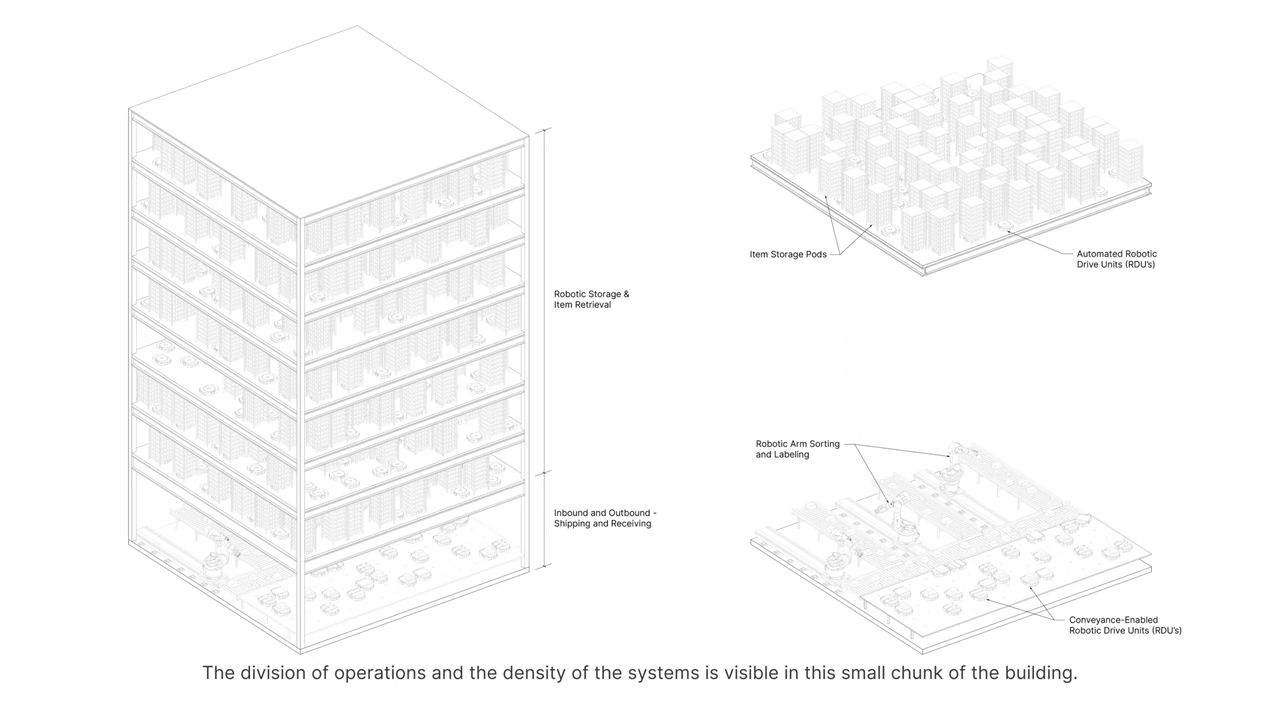 Robotic Storage &
Item Retrieval
Inbound and Outbound -
Shipping and Receiving
Item Storage Pods
Automated Robotic
Drive Units (RDU's)
Robotic Arm Sorting
and Labeling
Conveyance-Enabled
Robotic Drive Units (RDU's)
The division of operations and the density of the systems is visible in this small chunk of the building.